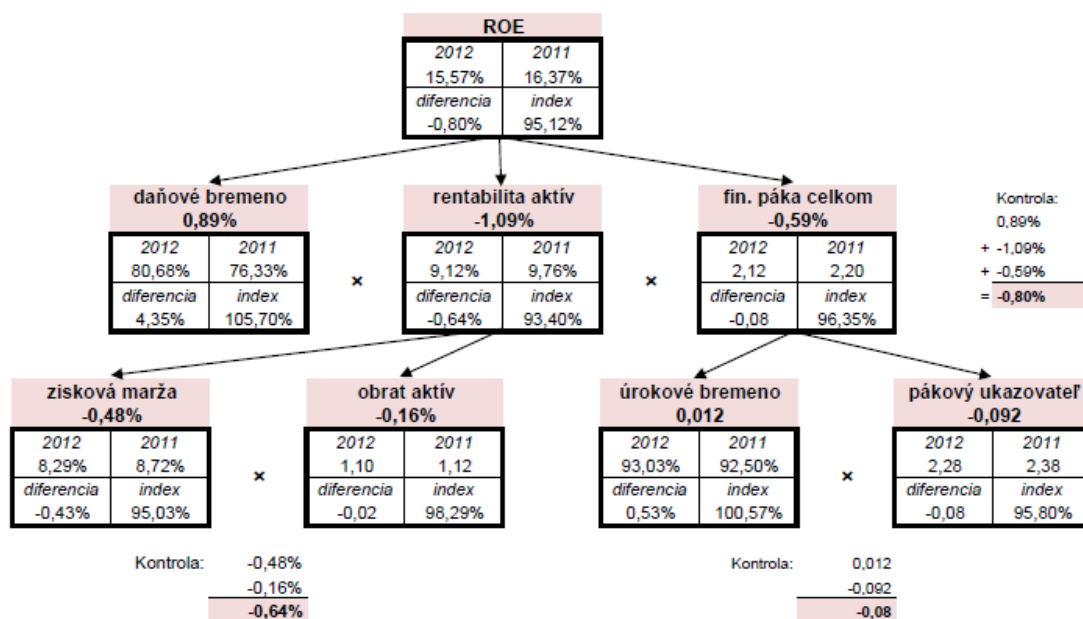 ROE
2012 2011
15,57% 16,37%
diferencia index
-0,80% 95,12%
daňové bremeno
0,89%
2012 2011
80,68% 76,33%
diferencia index
4,35% 105,70%
×
rentabilita aktív
-1,09%
2012 2011
9,12% 9,76%
diferencia index
-0,64% 93,40%
×
fin. páka celkom
-0,59%
2012 2011
2,12 2,20
diferencia index
-0,08 96,35%
Kontrola:
0,89%
+ -1,09%
+ -0,59%
= -0,80%
zisková marža
-0,48%
2012 2011
8,29% 8,72%
diferencia index
-0,43% 95,03%
×
obrat aktív
-0,16%
2012 2011
1,10 1,12
diferencia index
-0,02 98,29%
úrokové bremeno
0,012
2012 2011
93,03% 92,50%
diferencia index
0,53% 100,57%
×
pákový ukazovateľ
-0,092
2012 2011
2,28 2,38
diferencia index
-0,08 95,80%
Kontrola: -0,48%
-0,16%
-0,64%
Kontrola: 0,012
-0,092
-0,08